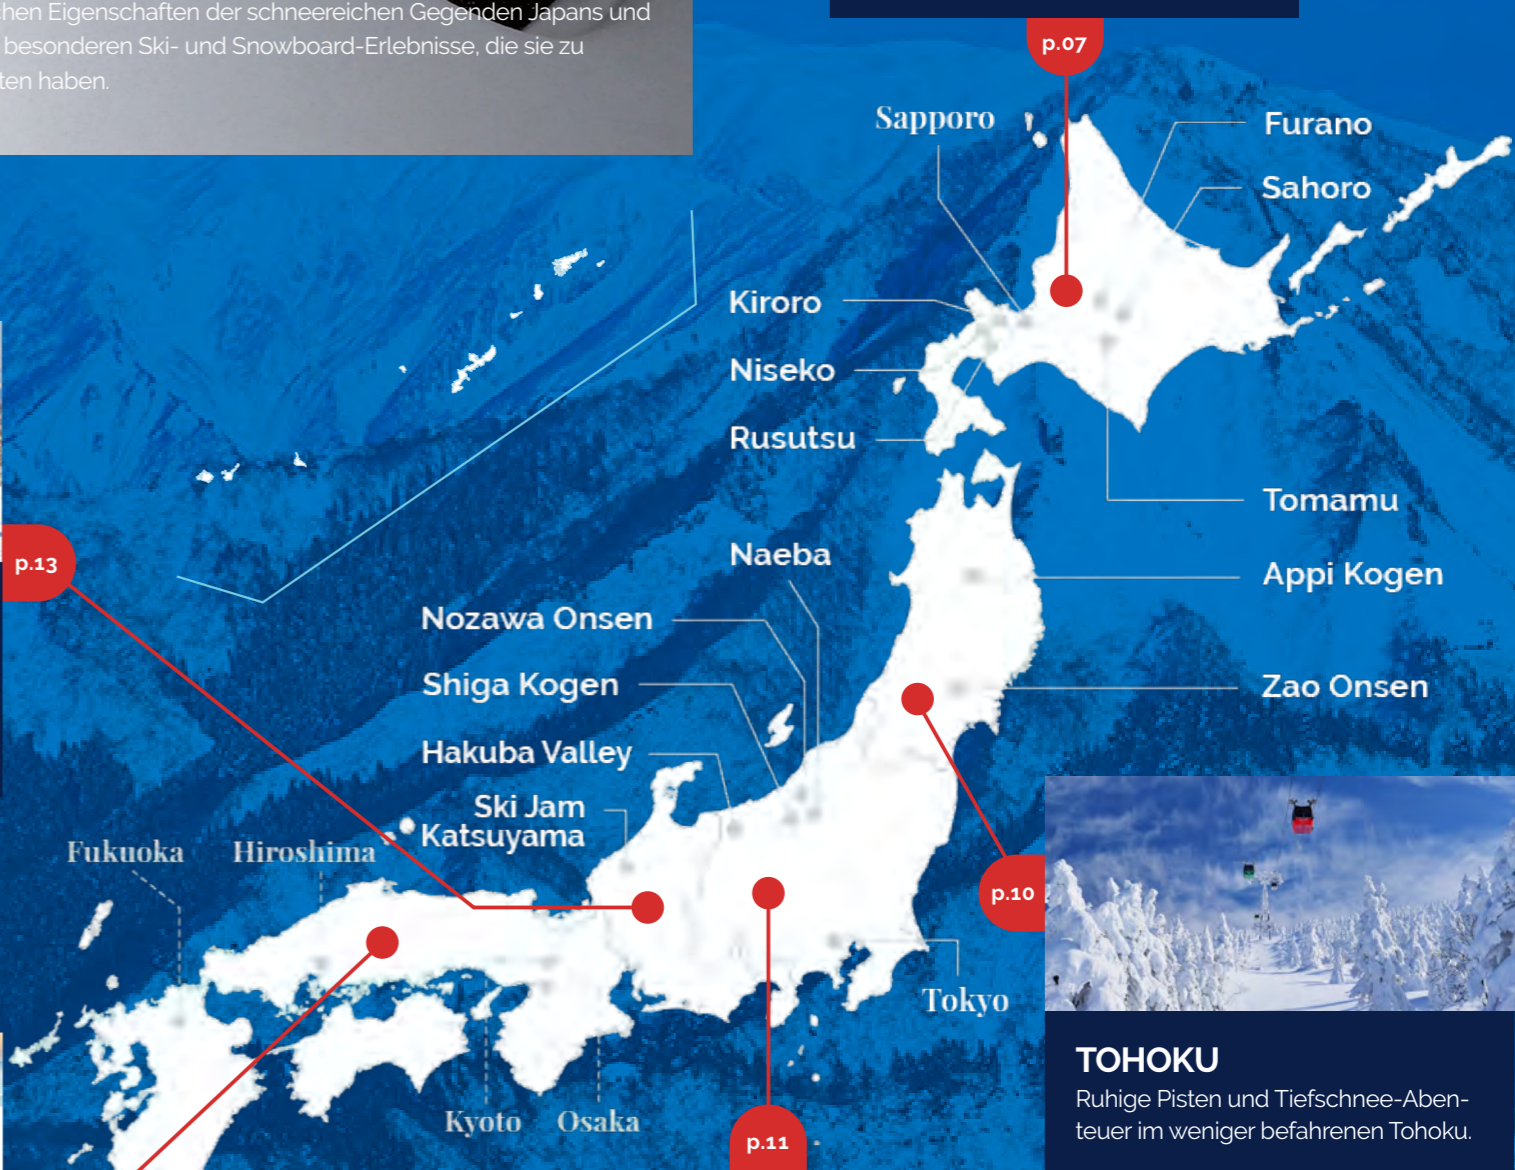 chen Eigenschaften der schneereichen Gegenden Japans und
besonderen Ski- und Snowboard-Erlebnisse, die sie zu
ten haben.
p.07
Sapporo
Furano
Sahoro
Kiroro
Niseko
Rusutsu
Tomamu
p.13
Naeba
Appi Kogen
Nozawa Onsen
Shiga Kogen
Zao Onsen
Hakuba Valley
Ski Jam
Katsuyama
Fukuoka
Hiroshima
p.10
Tokyo
Kyoto
Osaka
p.11
TOHOKU
Ruhige Pisten und Tiefschnee-Aben-
teuer im weniger befahrenen Tohoku.